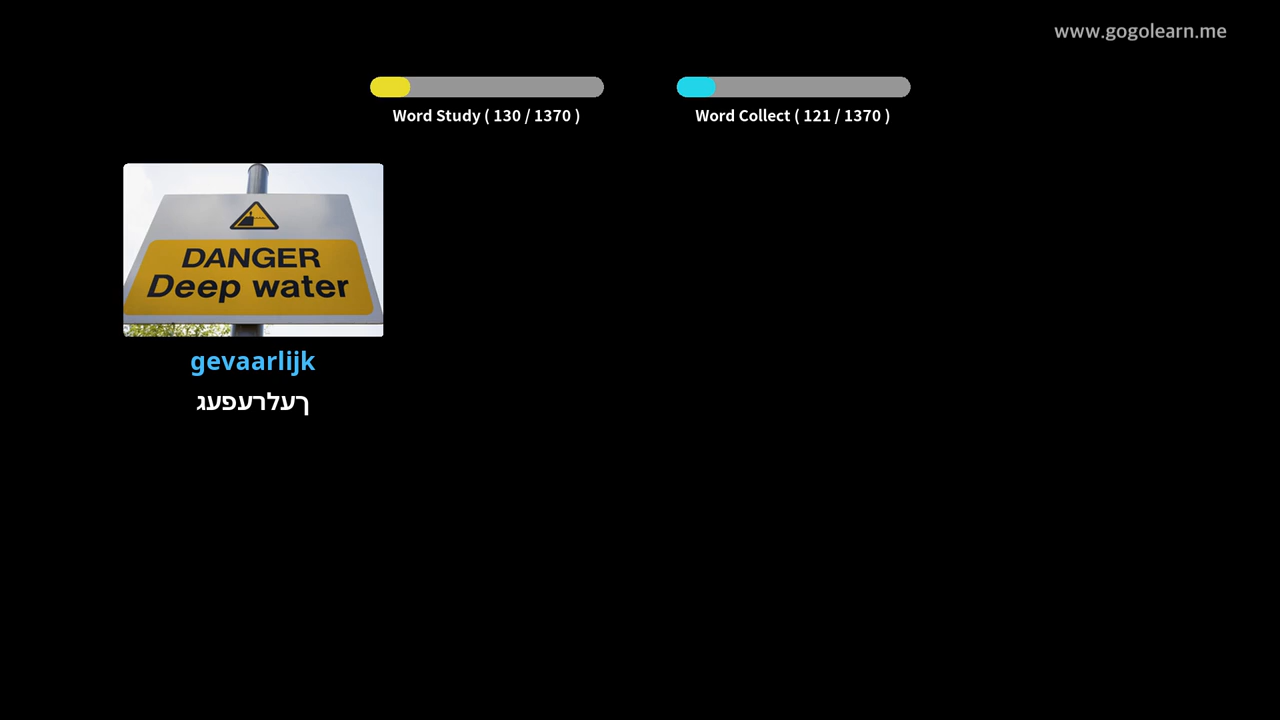 www.gogolearn.me
Word Study ( 130 / 1370 )
Word Collect ( 121 / 1370 )
DANGER
Deep water
gevaarlijk
ךעלרעפעג